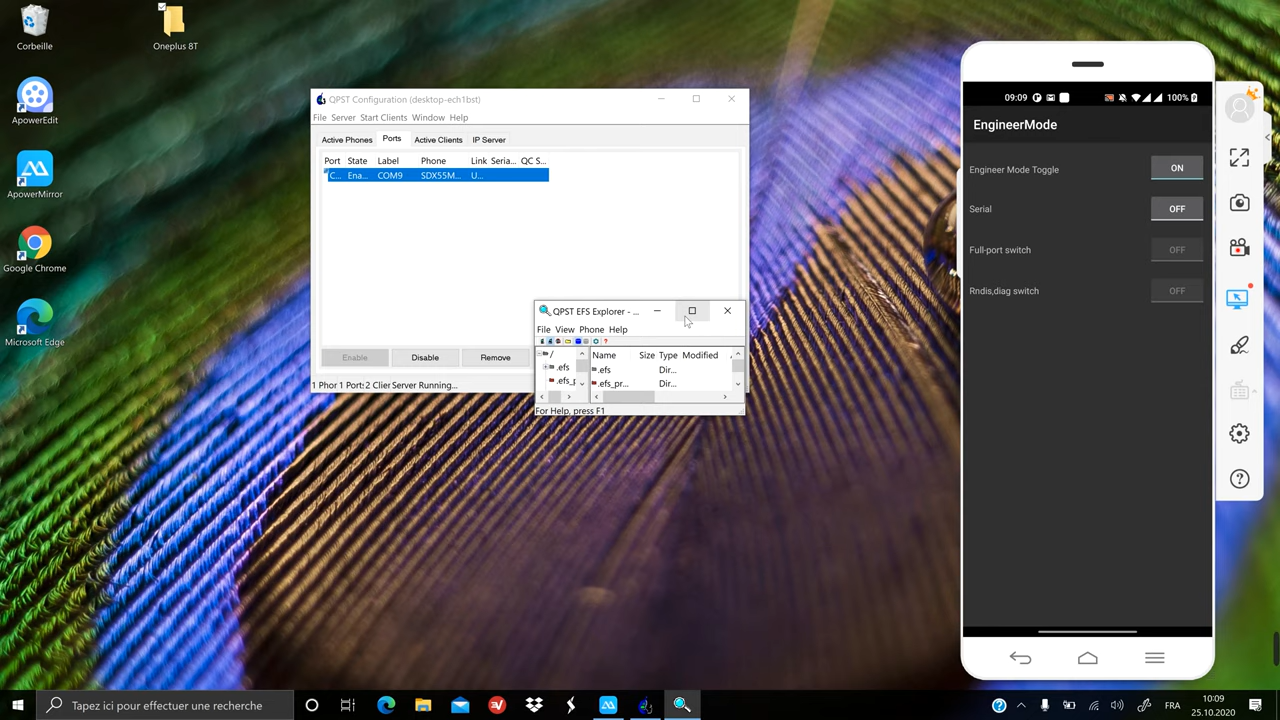 Corbeille
Oneplus 8T
ApowerEdit
ApowerMirror
Google Chrome
Microsoft Edge
QPST Configuration (desktop-ech1bst)
File Server Start Clients Window Help
Active Phones Ports Active Clients IP Server
Port State Label Phone Link Seria... QC S...
C... Ena... COM9 SDX55M... U...
Enable Disable Remove
1 Phor 1 Port: 2 Clier Server Running...
QPST EFS Explorer - ...
File View Phone Help
/
.efs
.efs_p
Name Size Type Modified
.efs Dir...
.efs_pr... Dir...
For Help, press F1
09:09 100%
EngineerMode
Engineer Mode Toggle ON
Serial OFF
Full-port switch OFF
Rndis,diag switch OFF
Tapez ici pour effectuer une recherche
FRA
10:09
25.10.2020